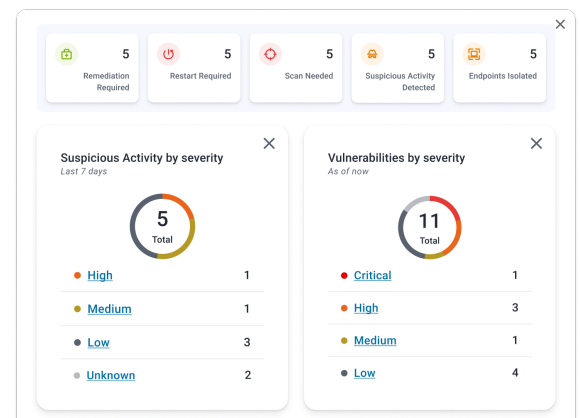 5
Remediation
Required
5
Restart Required
5
Scan Needed
5
Suspicious Activity
Detected
5
Endpoints Isolated
Suspicious Activity by severity
Last 7 days
5
Total
High 1
Medium 1
Low 3
Unknown 2
Vulnerabilities by severity
As of now
11
Total
Critical 1
High 3
Medium 1
Low 4